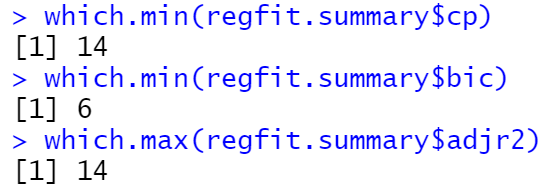 > which.min(regfit.summary$cp)
[1] 14
> which.min(regfit.summary$bic)
[1] 6
> which.max(regfit.summary$adjr2)
[1] 14